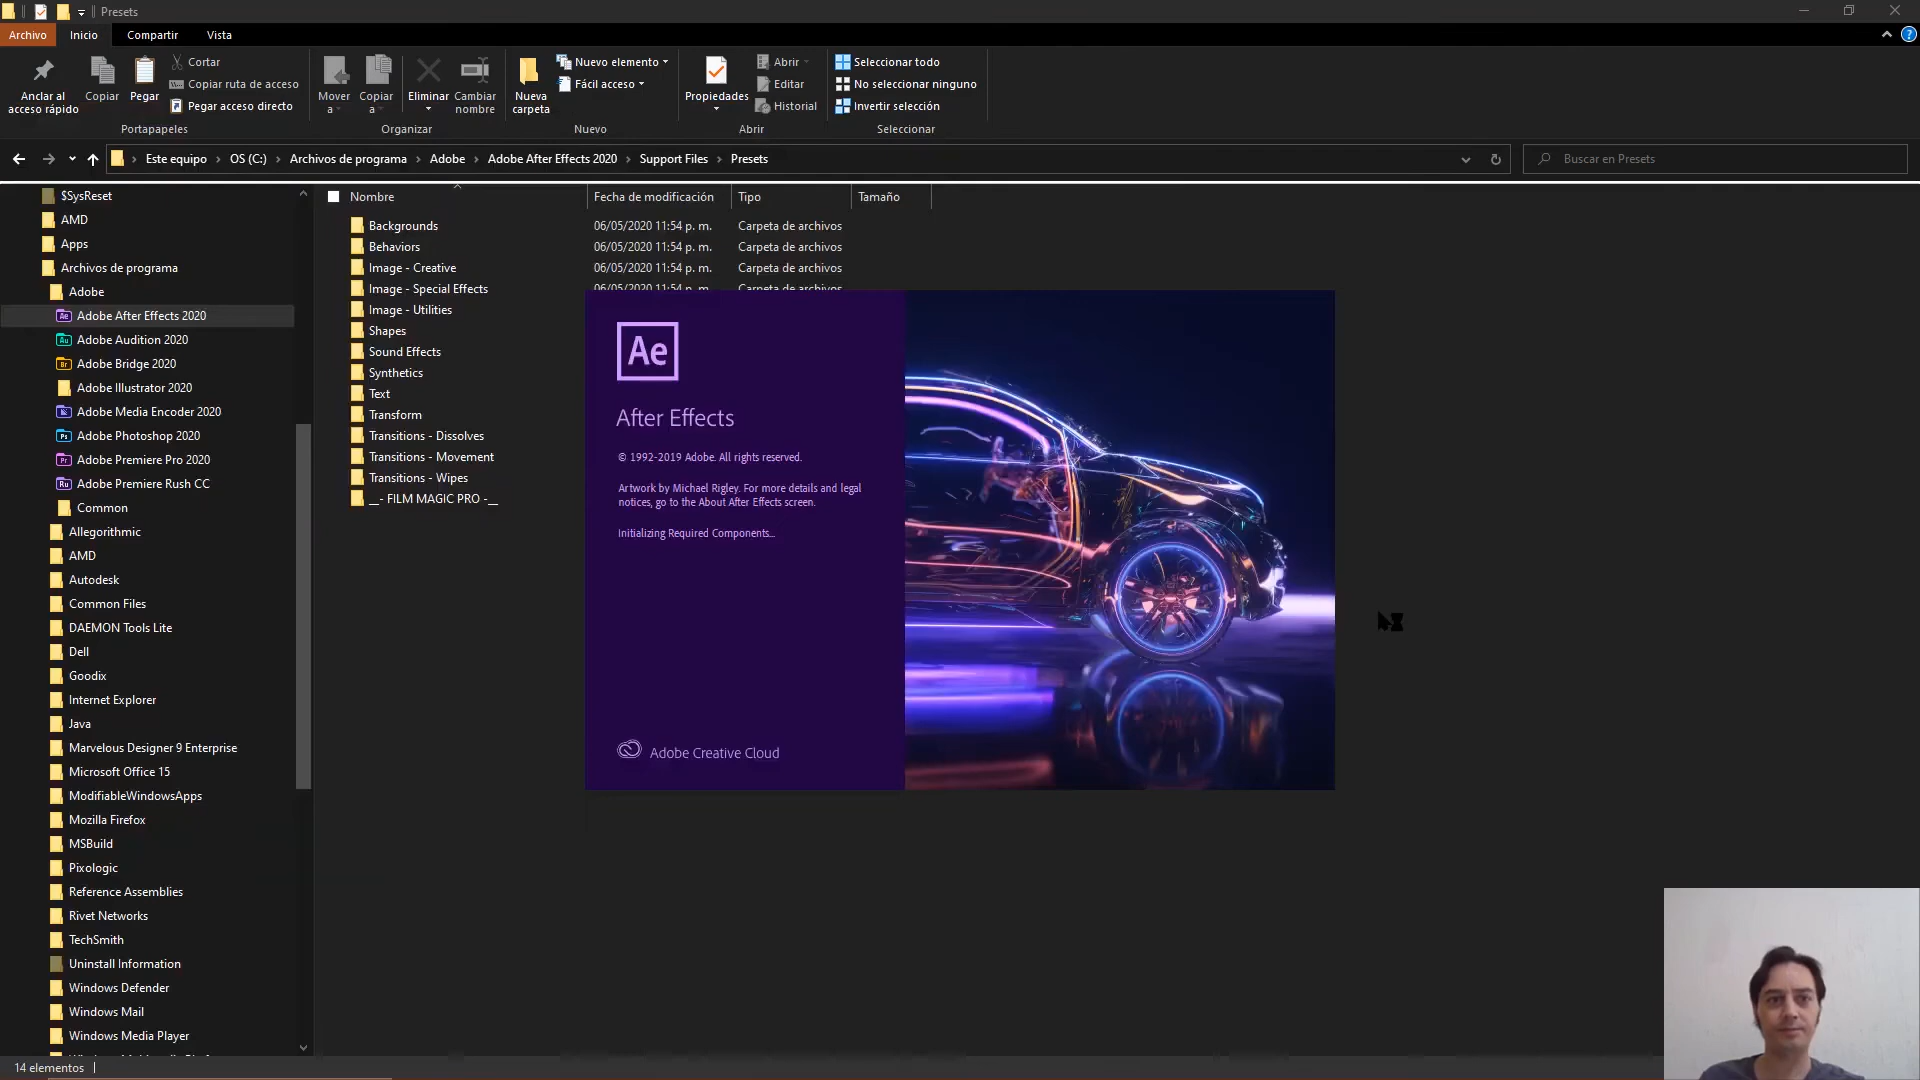 Presets
Archivo Inicio Compartir Vista
Anclar al acceso rápido
Copiar
Pegar
Cortar
Copiar ruta de acceso
Pegar acceso directo
Portapapeles
Mover a
Copiar a
Eliminar
Cambiar nombre
Organizar
Nueva carpeta
Nuevo elemento
Fácil acceso
Nuevo
Propiedades
Abrir
Editar
Historial
Abrir
Seleccionar todo
No seleccionar ninguno
Invertir selección
Seleccionar
Este equipo › OS (C:) › Archivos de programa › Adobe › Adobe After Effects 2020 › Support Files › Presets
Buscar en Presets
$SysReset
AMD
Apps
Archivos de programa
Adobe
Adobe After Effects 2020
Adobe Audition 2020
Adobe Bridge 2020
Adobe Illustrator 2020
Adobe Media Encoder 2020
Adobe Photoshop 2020
Adobe Premiere Pro 2020
Adobe Premiere Rush CC
Common
Allegorithmic
AMD
Autodesk
Common Files
DAEMON Tools Lite
Dell
Goodix
Internet Explorer
Java
Marvelous Designer 9 Enterprise
Microsoft Office 15
ModifiableWindowsApps
Mozilla Firefox
MSBuild
Pixologic
Reference Assemblies
Rivet Networks
TechSmith
Uninstall Information
Windows Defender
Windows Mail
Windows Media Player
Nombre Fecha de modificación Tipo Tamaño
Backgrounds 06/05/2020 11:54 p. m. Carpeta de archivos
Behaviors 06/05/2020 11:54 p. m. Carpeta de archivos
Image - Creative 06/05/2020 11:54 p. m. Carpeta de archivos
Image - Special Effects 06/05/2020 11:54 p. m. Carpeta de archivos
Image - Utilities
Shapes
Sound Effects
Synthetics
Text
Transform
Transitions - Dissolves
Transitions - Movement
Transitions - Wipes
__- FILM MAGIC PRO -__
Ae
After Effects
© 1992-2019 Adobe. All rights reserved.
Artwork by Michael Rigley. For more details and legal
notices, go to the About After Effects screen.
Initializing Required Components...
Adobe Creative Cloud
14 elementos